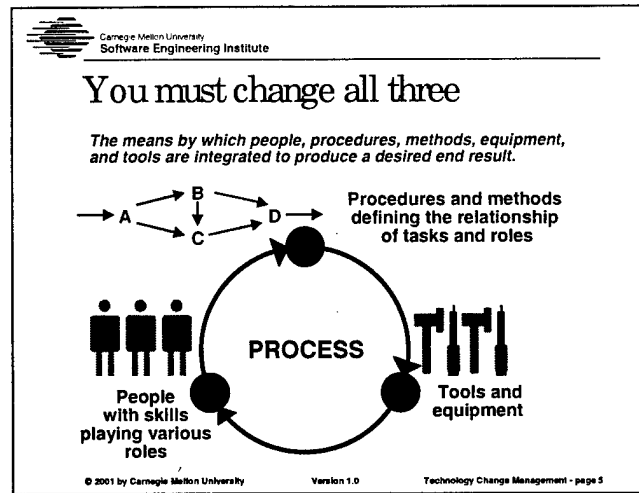 Carnegie Mellon University
Software Engineering Institute
You must change all three
The means by which people, procedures, methods, equipment,
and tools are integrated to produce a desired end result.
B
A
D
C
Procedures and methods
defining the relationship
of tasks and roles
PROCESS
People
with skills
playing various
roles
Tools and
equipment
© 2001 by Carnegie Mellon University
Version 1.0
Technology Change Management - page 5